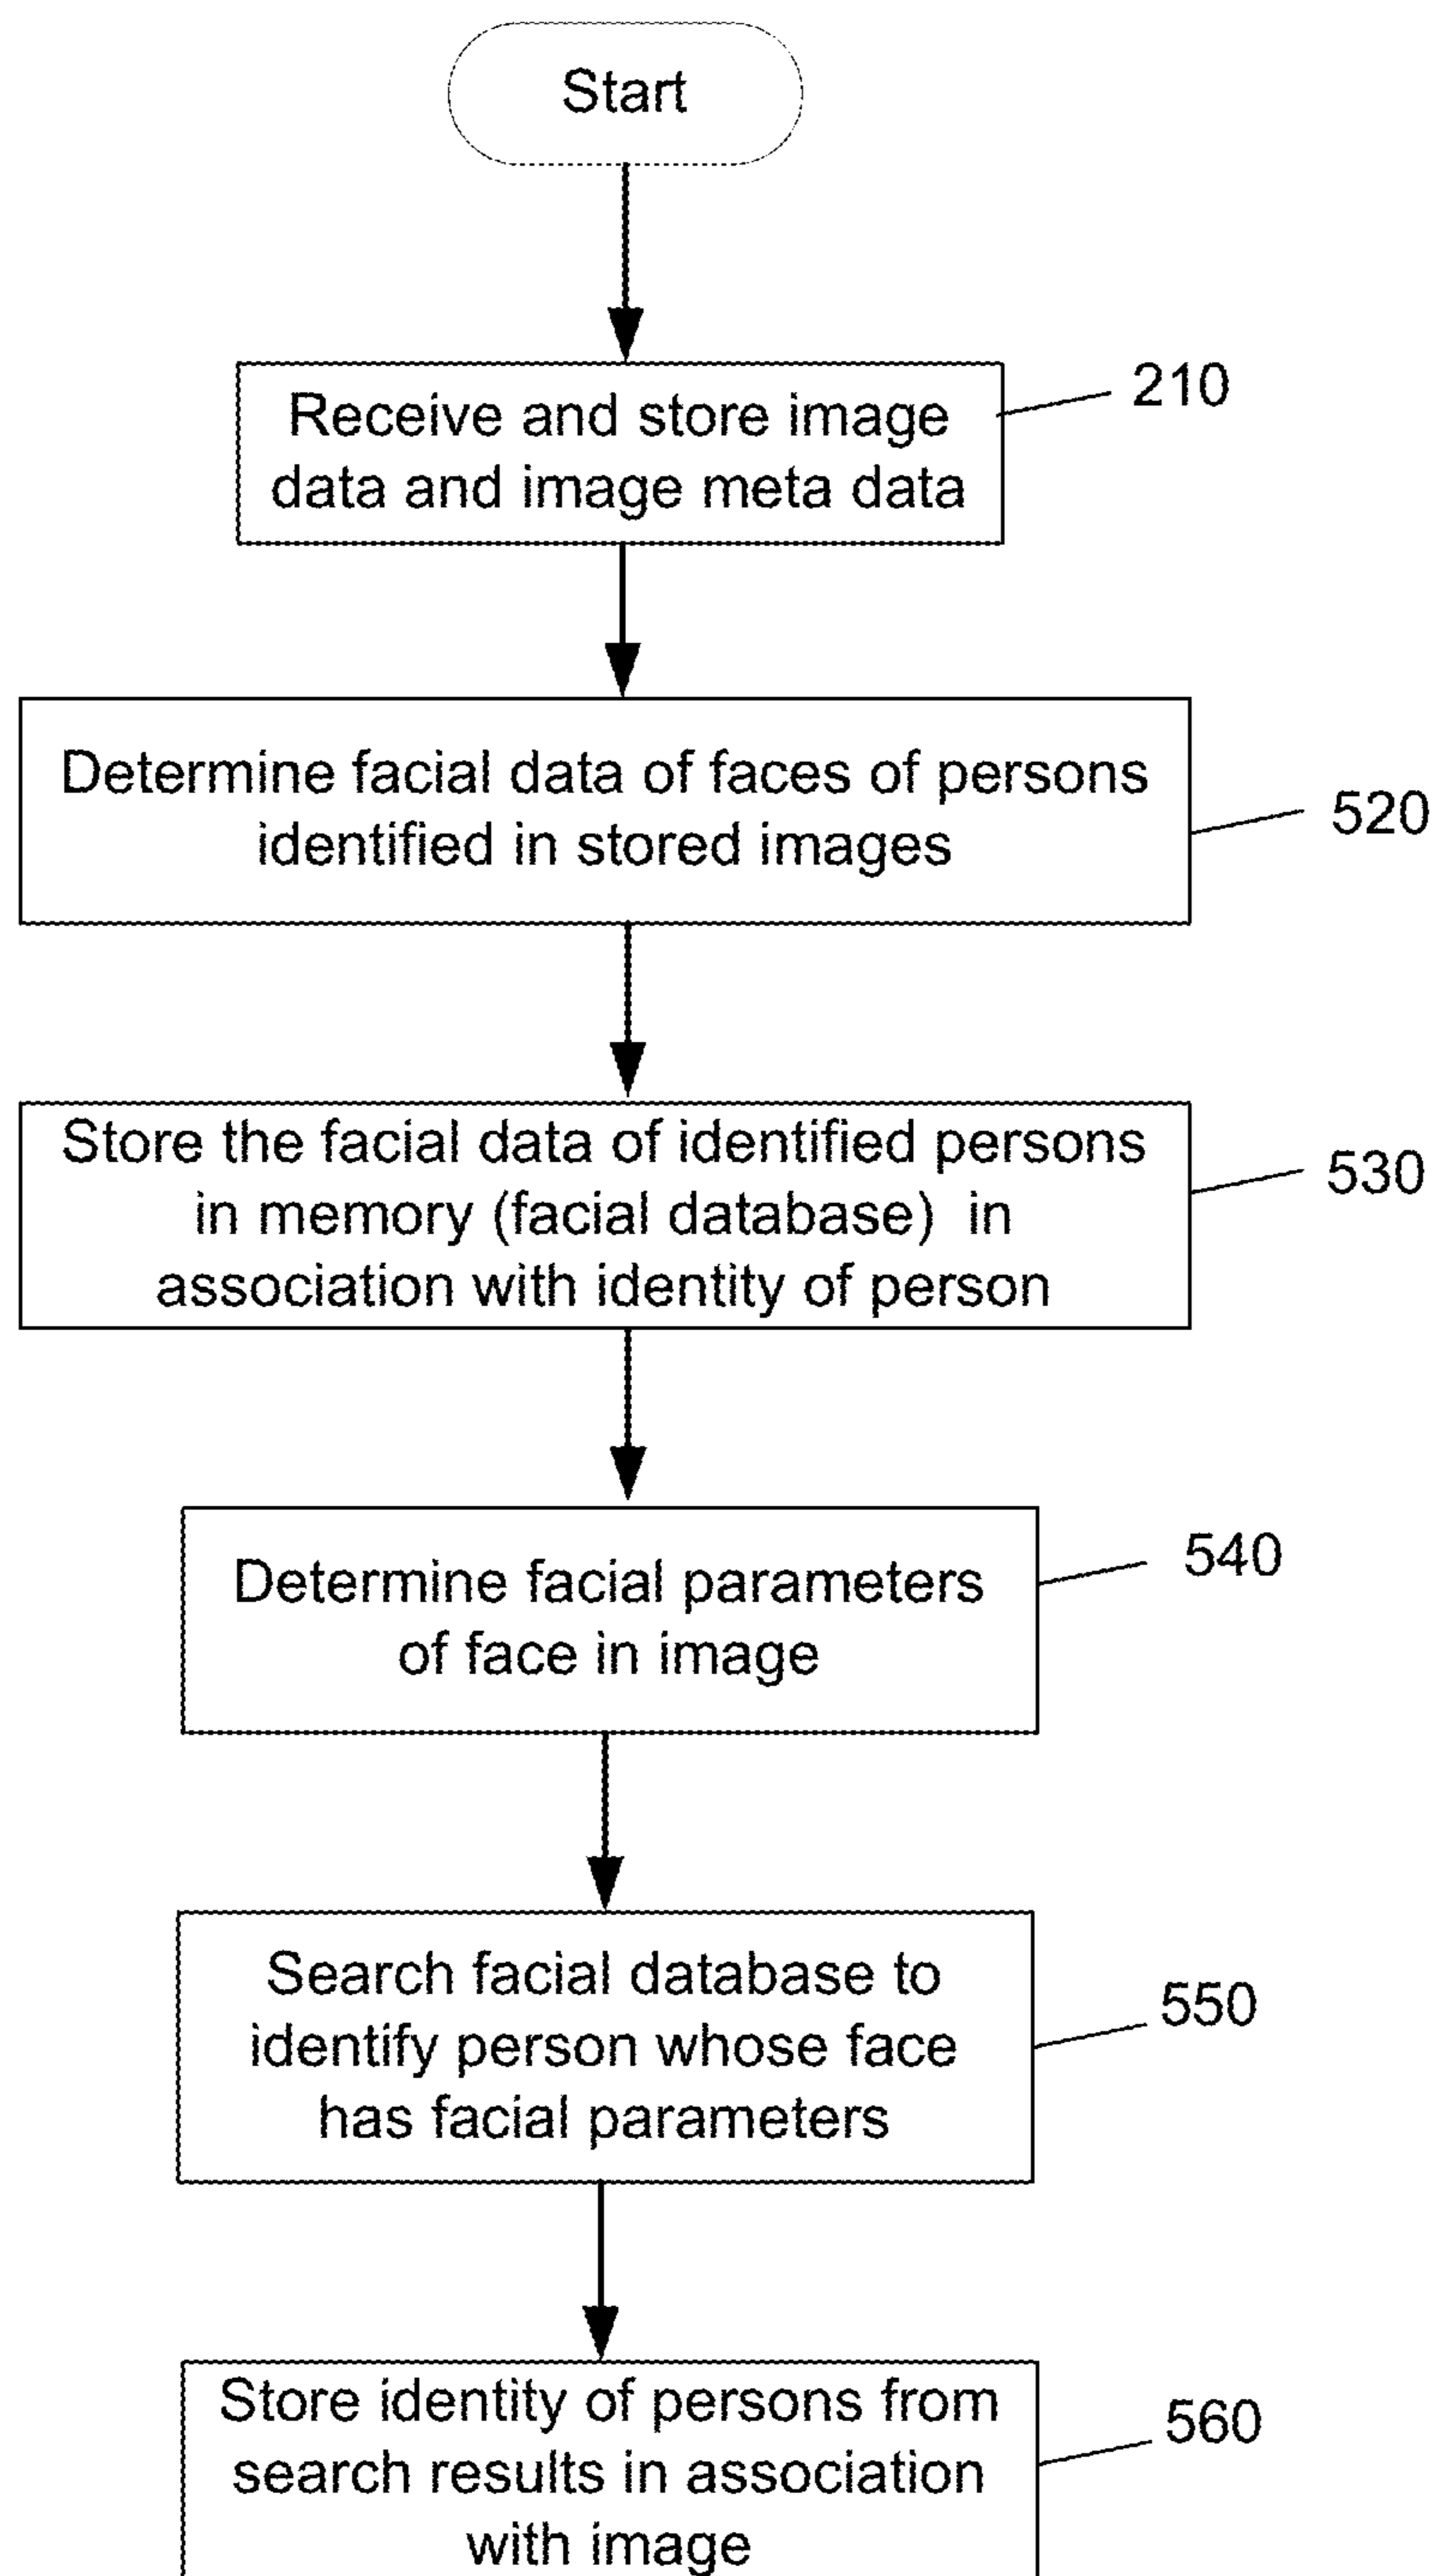 Start
210
Receive and store image
data and image meta data
Determine facial data of faces of persons
identified in stored images
520
Store the facial data of identified persons
in memory (facial database) in
association with identity of person
530
Determine facial parameters
of face in image
540
Search facial database to
identify person whose face
has facial parameters
550
Store identity of persons from
search results in association
with image
560